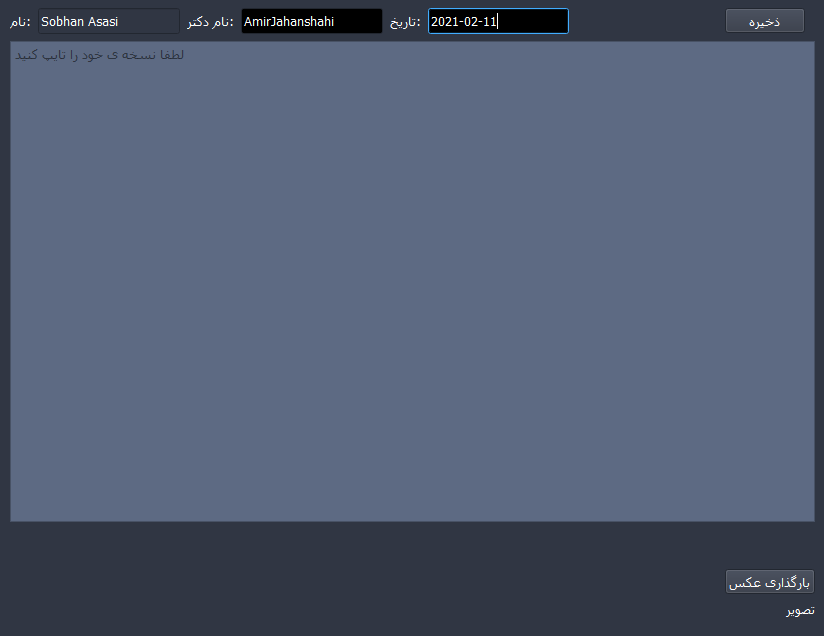 نام: Sobhan Asasi نام دکتر: AmirJahanshahi تاریخ: 2021-02-11 ذخیره
لطفا نسخه ی خود را تایپ کنید
بارگذاری عکس
تصویر